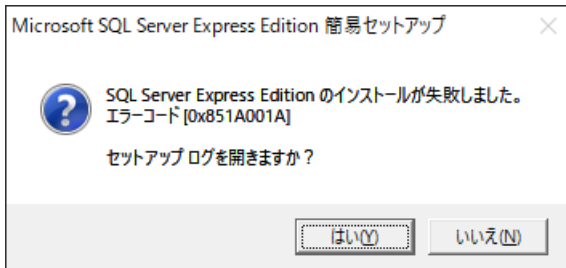 Microsoft SQL Server Express Edition 簡易セットアップ
SQL Server Express Edition のインストールが失敗しました。
エラーコード [0x851A001A]
セットアップ ログを開きますか？
はい(Y)
いいえ(N)